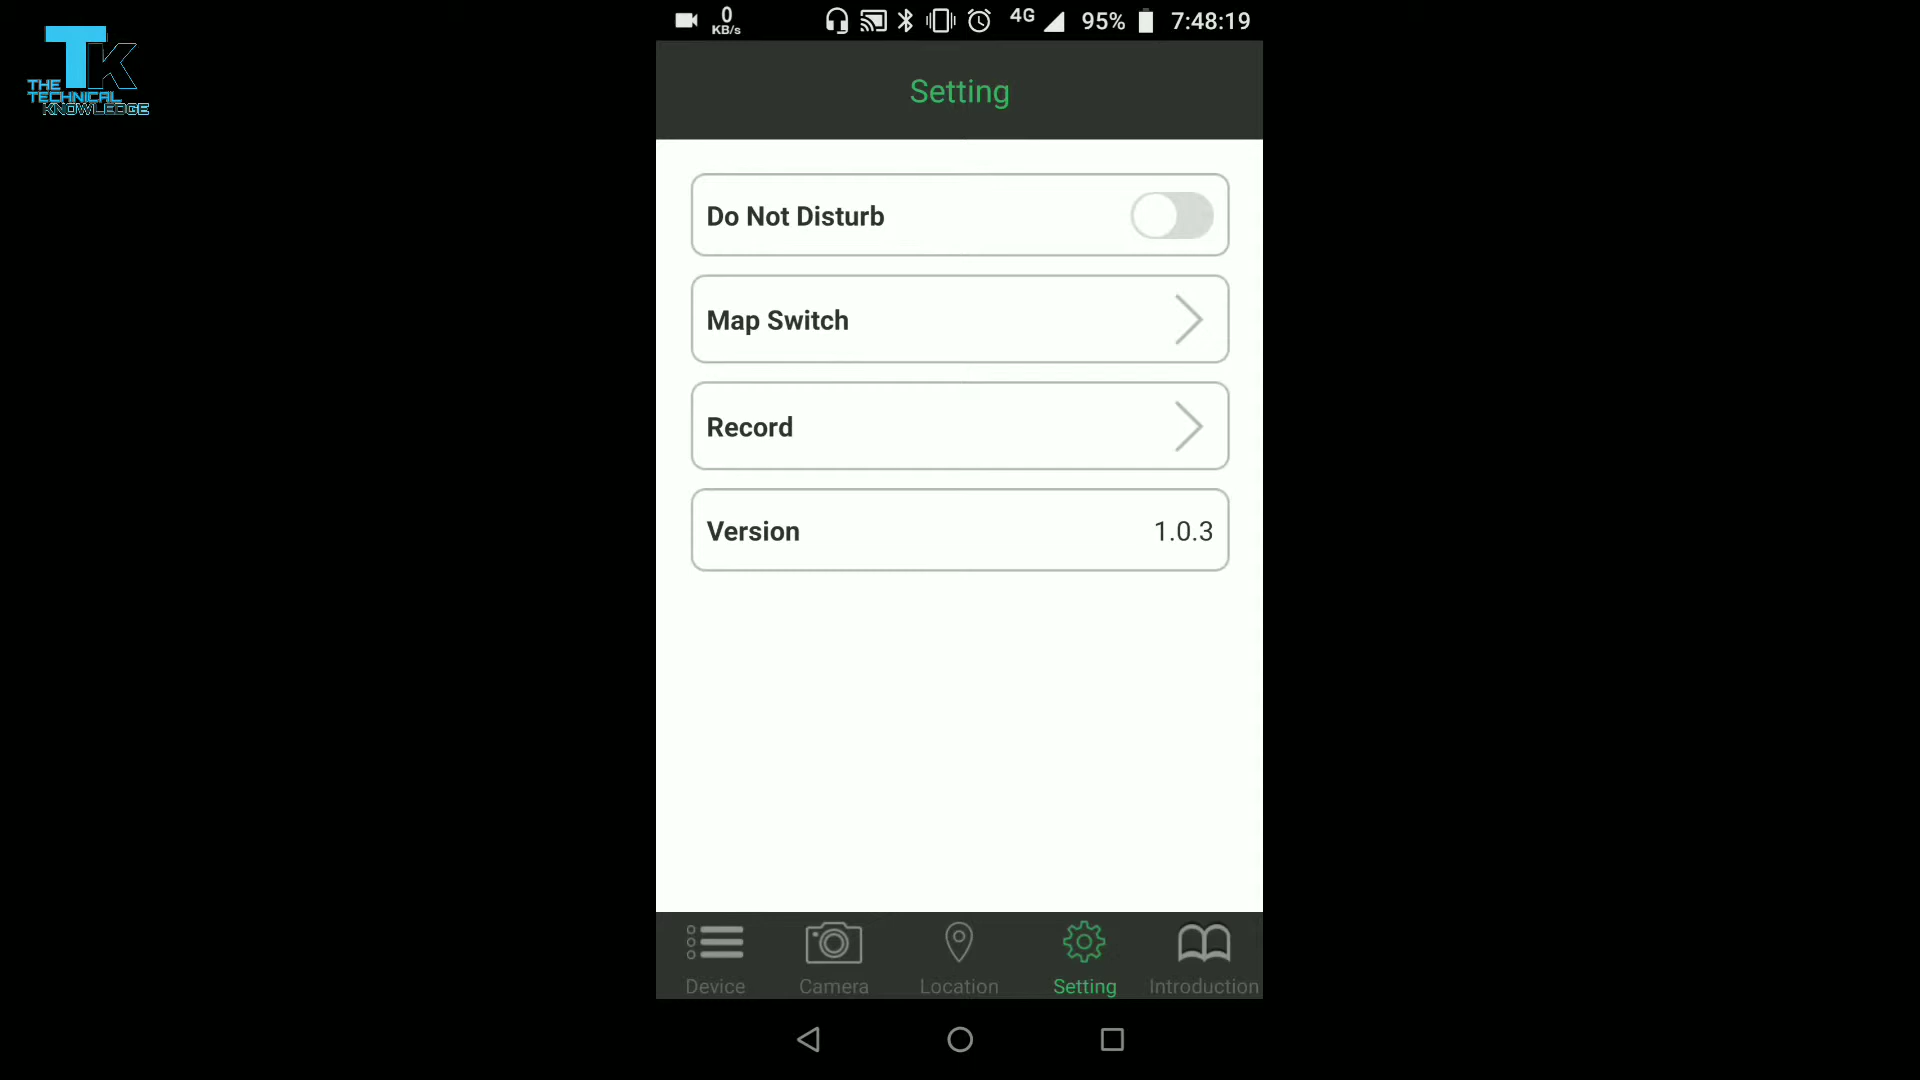 TK
THE
TECHNICAL
KNOWLEDGE
0
KB/s
4G 95% 7:48:19
Setting
Do Not Disturb
Map Switch
Record
Version 1.0.3
Device Camera Location Setting Introduction